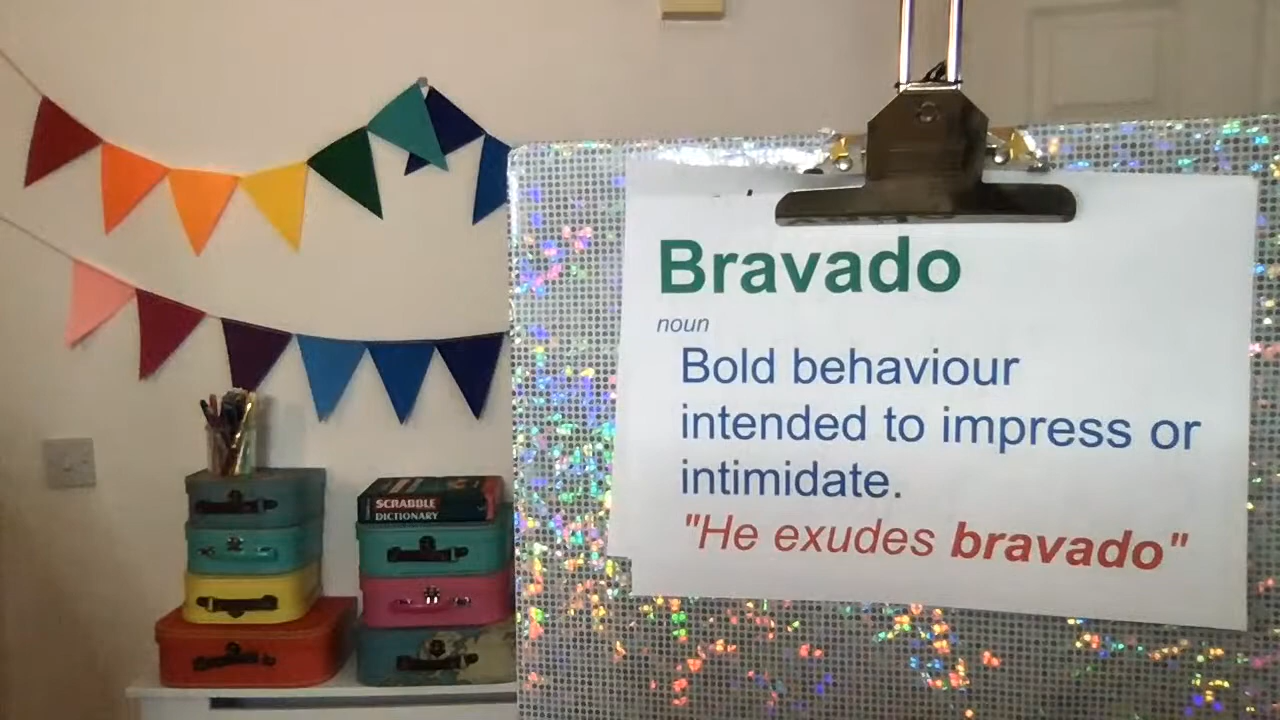 Bravado
noun
Bold behaviour
intended to impress or
intimidate.
"He exudes bravado"
SCRABBLE
DICTIONARY